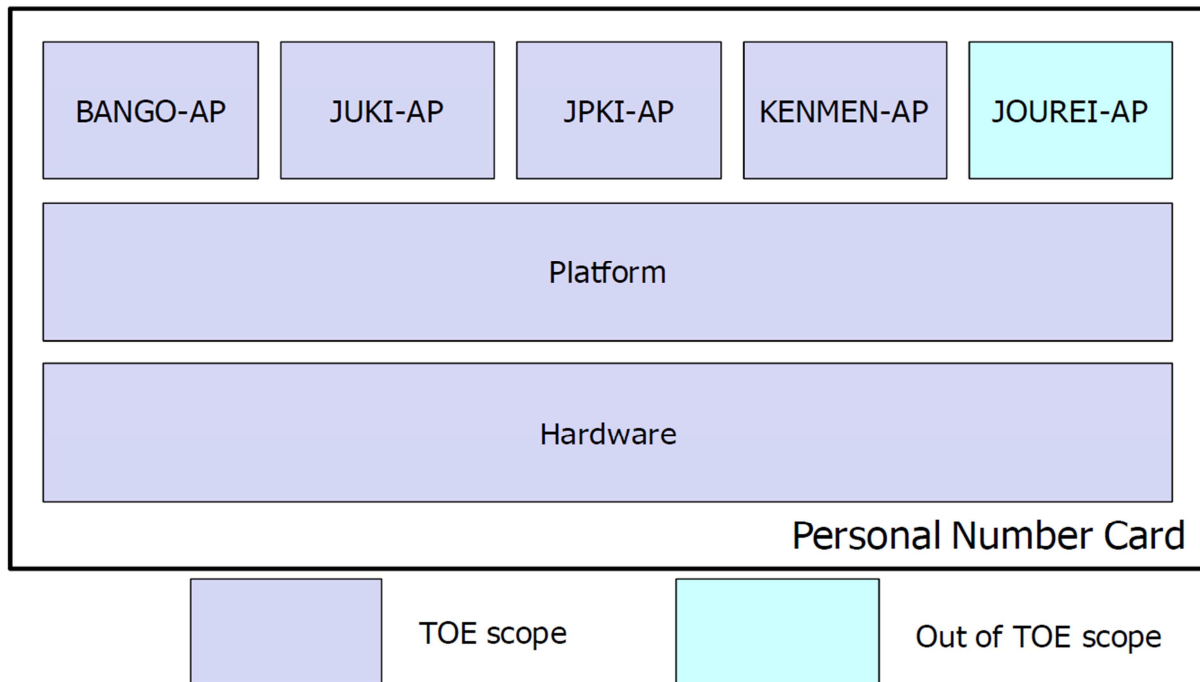 BANGO-AP
JUKI-AP
JPKI-AP
KENMEN-AP
JOUREI-AP
Platform
Hardware
Personal Number Card
TOE scope
Out of TOE scope